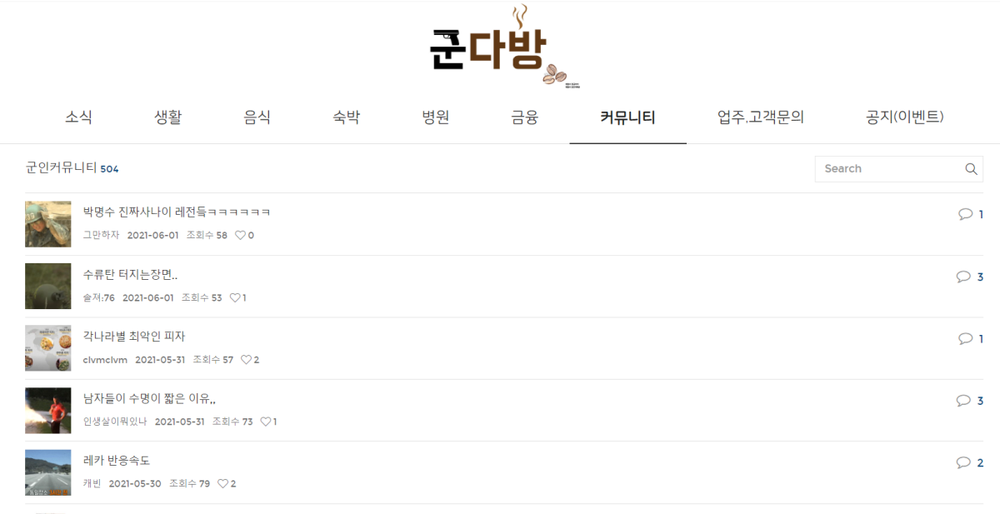 군다방
소식 생활 음식 숙박 병원 금융 커뮤니티 업주.고객문의 공지(이벤트)
군인커뮤니티 504 Search
박명수 진짜사나이 레전듴ㅋㅋㅋㅋㅋㅋ 1
그만하자 2021-06-01 조회수 58 0
수류탄 터지는장면.. 3
솔져:76 2021-06-01 조회수 53 1
각나라별 최악인 피자 1
clvmclvm 2021-05-31 조회수 57 2
남자들이 수명이 짧은 이유,, 3
인생살이뭐있나 2021-05-31 조회수 73 1
레카 반응속도 2
캐빈 2021-05-30 조회수 79 2